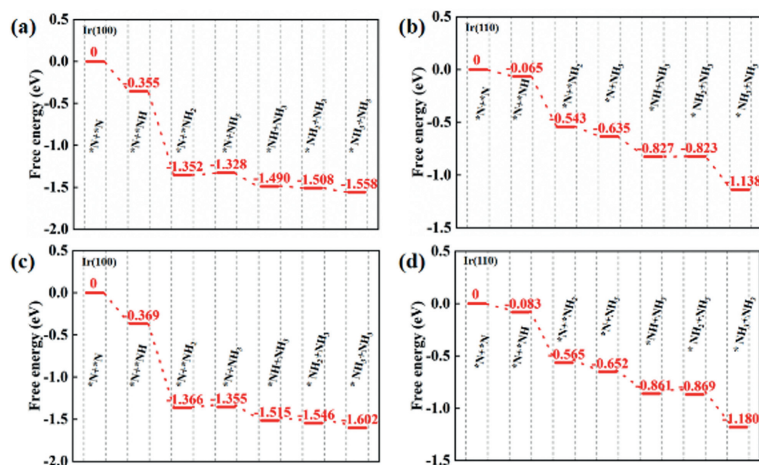 (a)
Ir(100)
0.5
0.0
-0.5
-1.0
-1.5
-2.0
Free energy (eV)
0
-0.355
-1.352
-1.328
-1.490
-1.508
-1.558
*N+*N
*N+*NH
*N+*NH2
*N+NH3
*NH+NH3
* NH2+NH3
* NH3+NH3
(b)
Ir(110)
0.5
0.0
-0.5
-1.0
-1.5
Free energy (eV)
0
-0.065
-0.543
-0.635
-0.827
-0.823
-1.138
*N+*N
*N+*NH
*N+*NH2
*N+NH3
*NH+NH3
* NH2+NH3
* NH3+NH3
(c)
Ir(100)
0.5
0.0
-0.5
-1.0
-1.5
-2.0
Free energy (eV)
0
-0.369
-1.366
-1.355
-1.515
-1.546
-1.602
*N+*N
*N+*NH
*N+*NH2
*N+NH3
*NH+NH3
* NH2+NH3
* NH3+NH3
(d)
Ir(110)
0.5
0.0
-0.5
-1.0
-1.5
Free energy (eV)
0
-0.083
-0.565
-0.652
-0.861
-0.869
-1.180
*N+*N
*N+*NH
*N+*NH2
*N+NH3
*NH+NH3
* NH2+NH3
* NH3+NH3